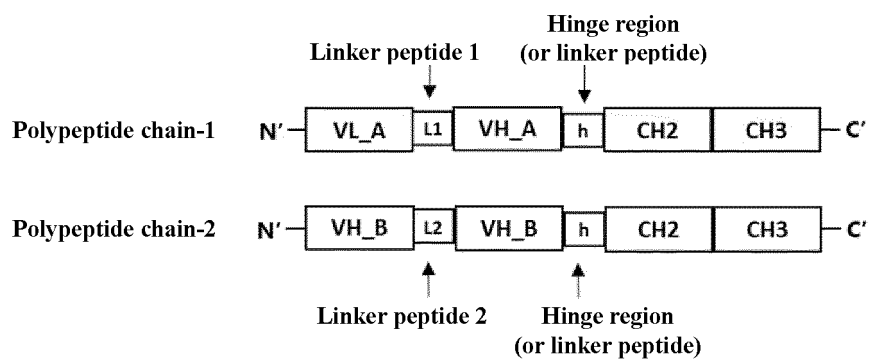 Hinge region
Linker peptide 1 (or linker peptide)
Polypeptide chain-1 N' VL_A L1 VH_A h CH2 CH3 C'
Polypeptide chain-2 N' VH_B L2 VH_B h CH2 CH3 C'
Linker peptide 2 Hinge region
(or linker peptide)